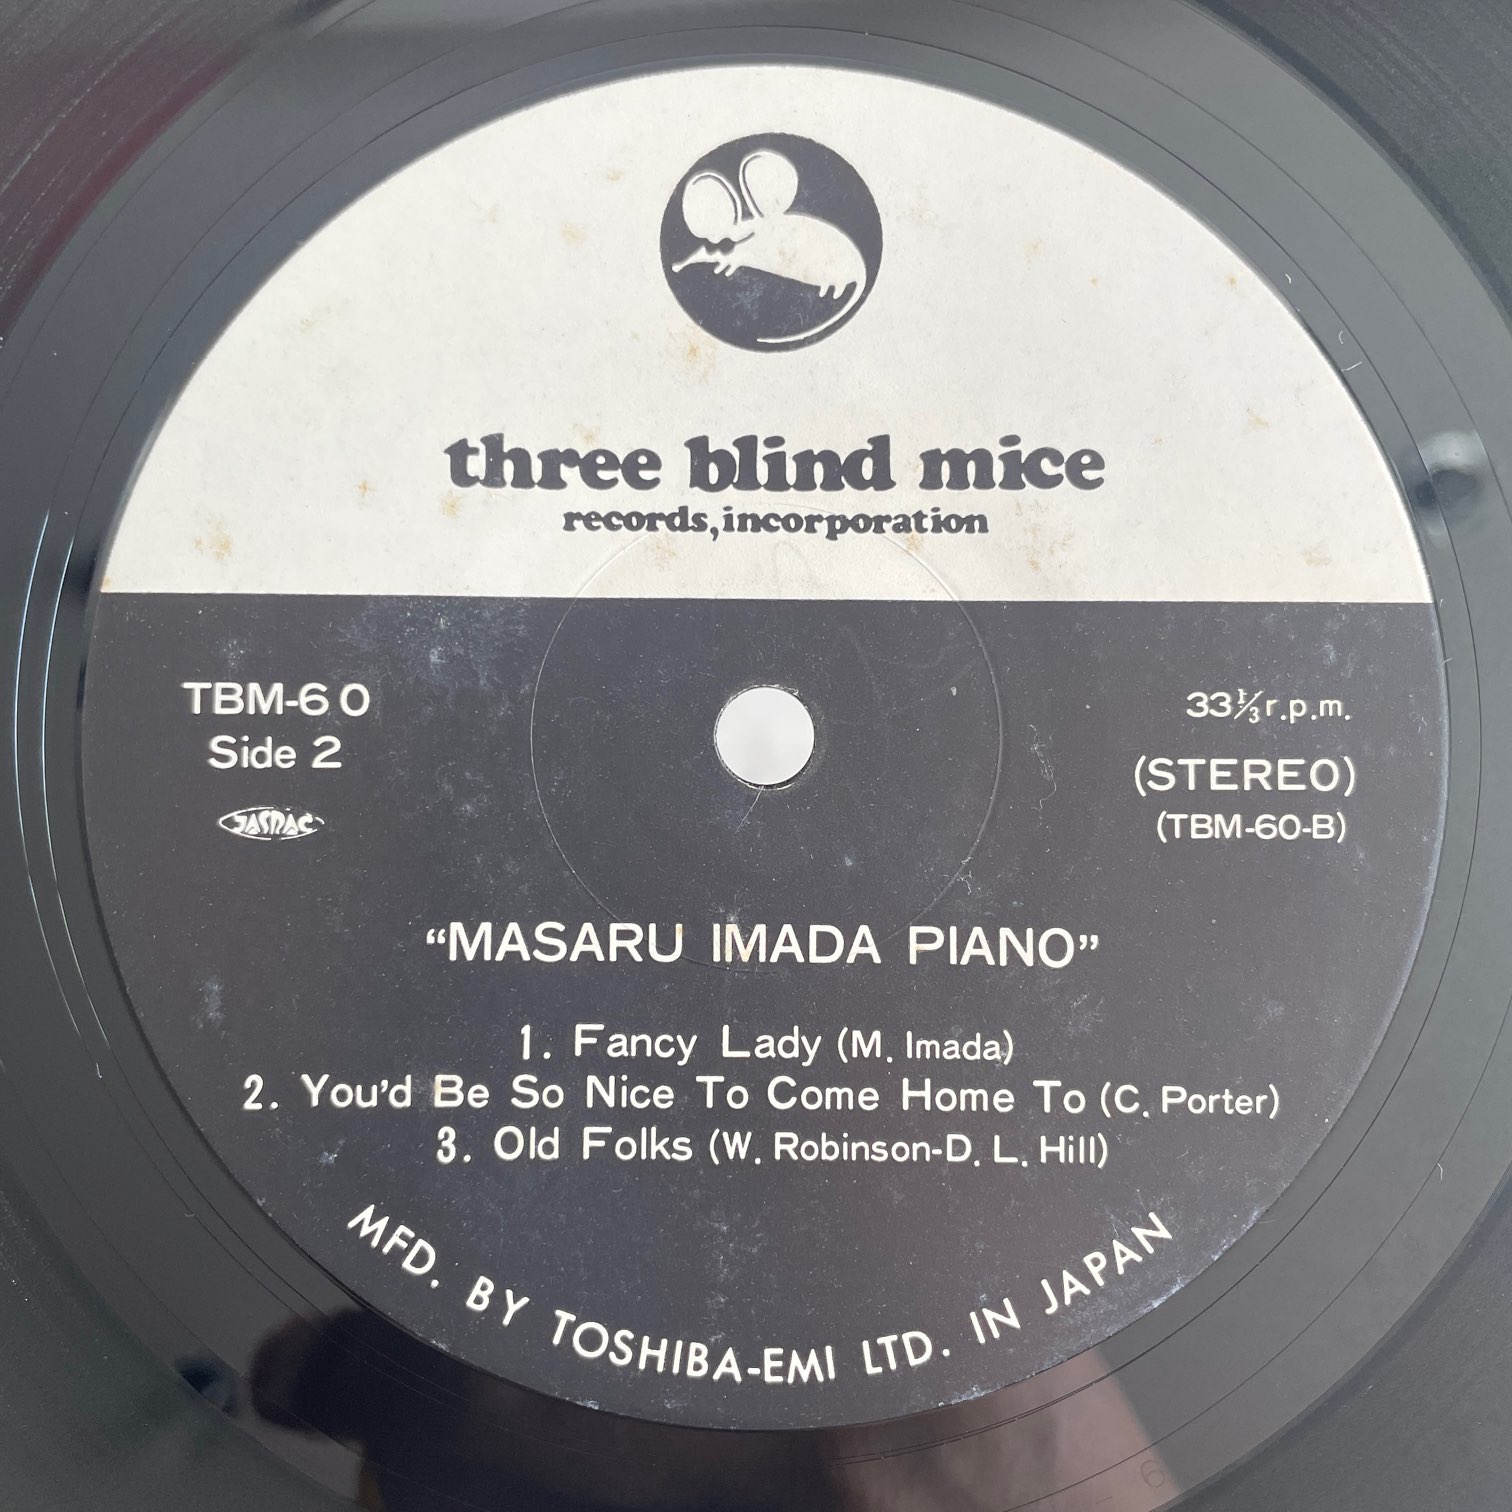 three blind mice
records, incorporation
TBM-60
Side 2
JASRAC
33⅓ r.p.m.
(STEREO)
(TBM-60-B)
“MASARU IMADA PIANO”
1. Fancy Lady (M. Imada)
2. You'd Be So Nice To Come Home To (C. Porter)
3. Old Folks (W. Robinson-D. L. Hill)
MFD. BY TOSHIBA-EMI LTD. IN JAPAN